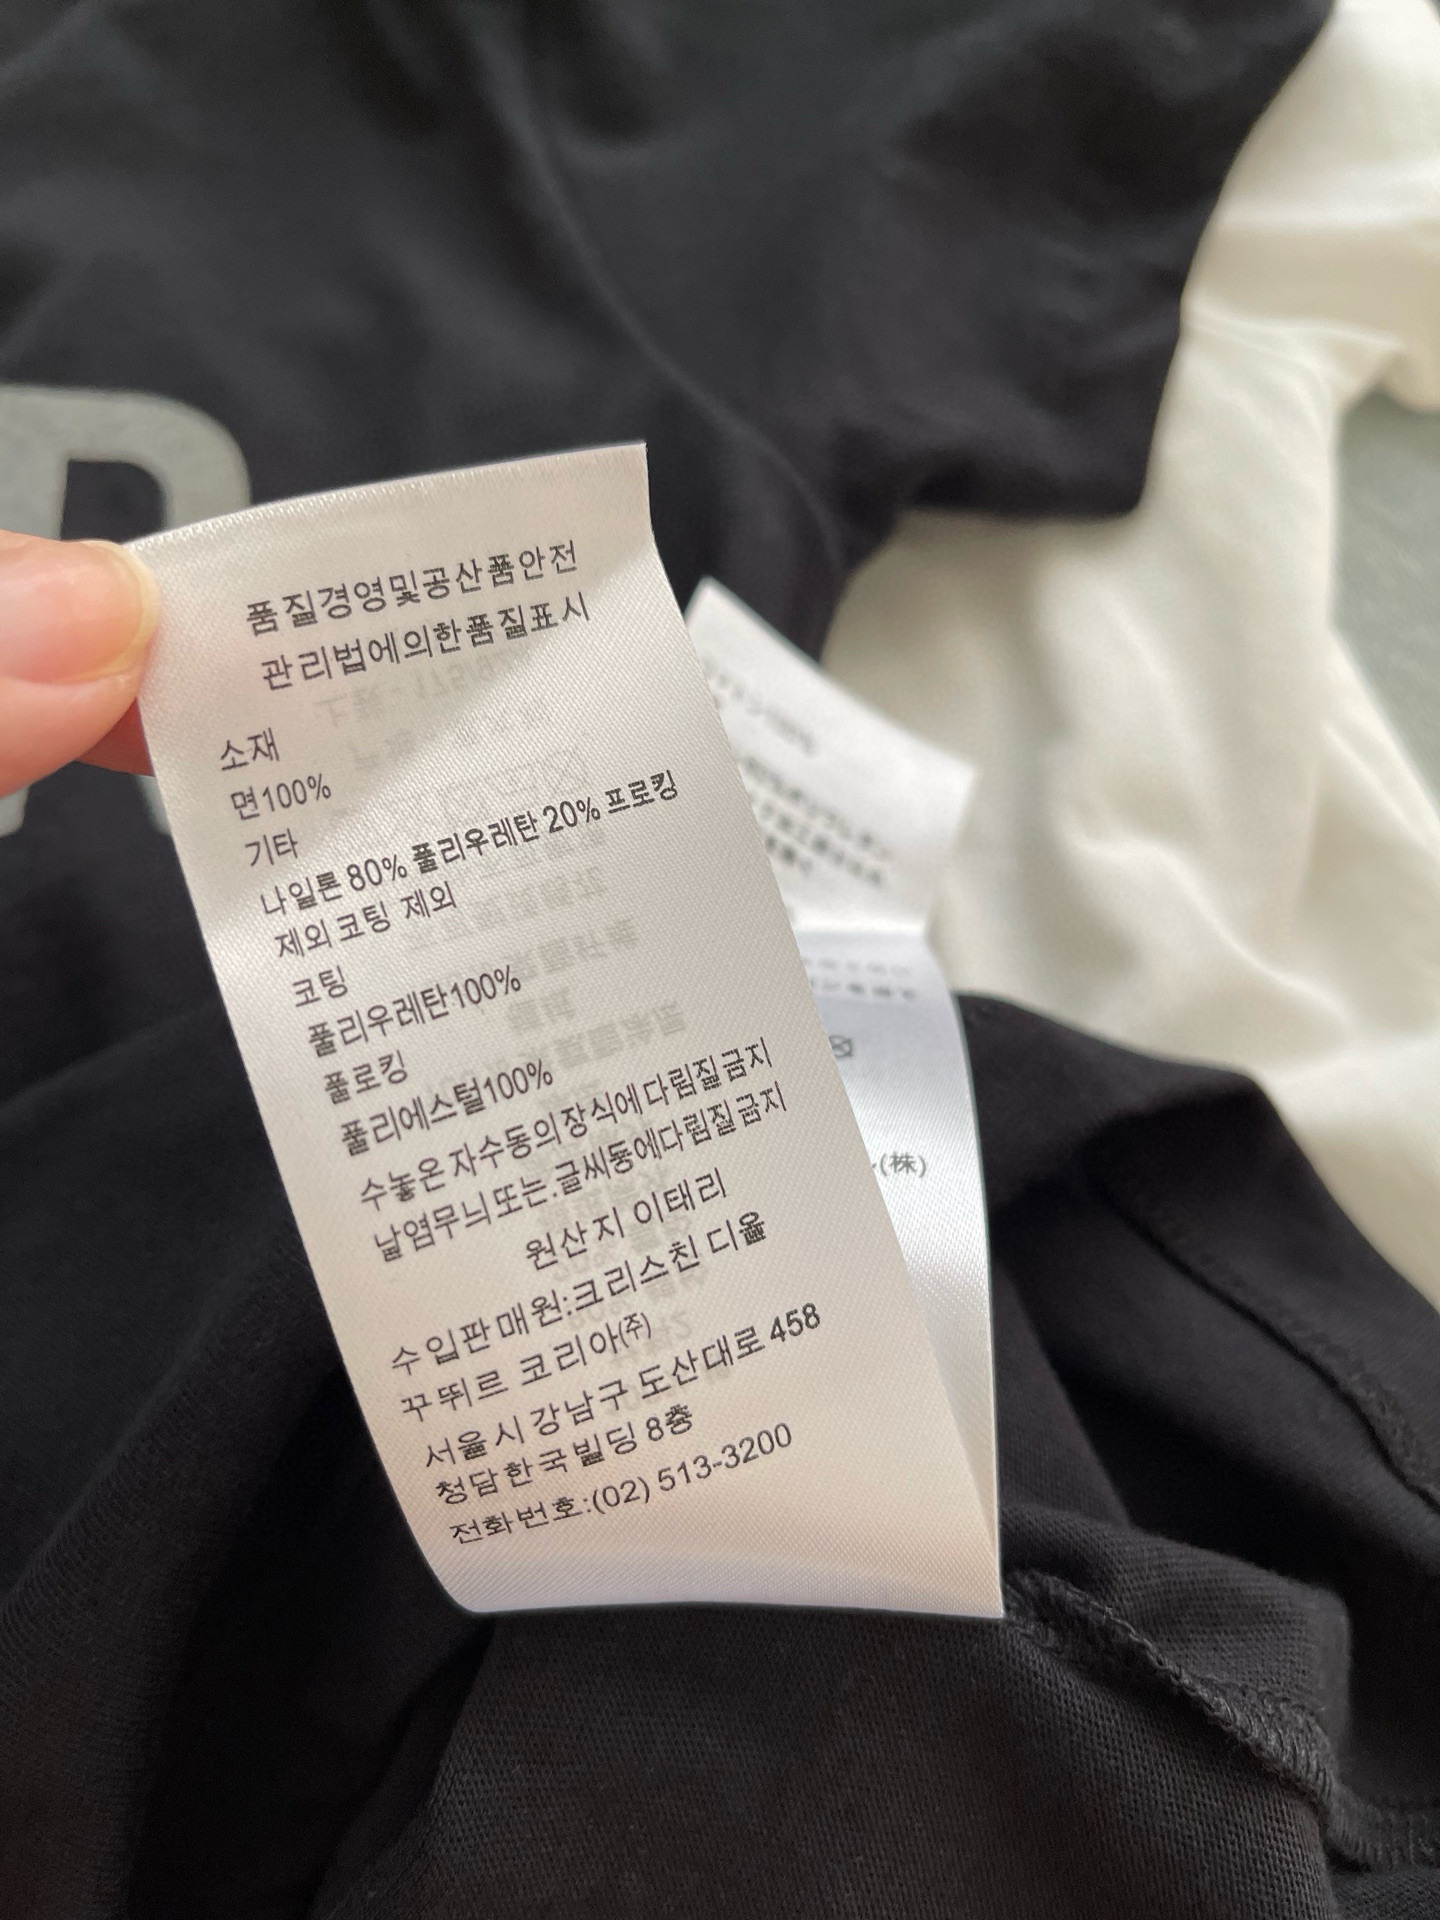 품질경영및공산품안전
관리법에의한품질표시
소재
면100%
기타
나일론 80% 폴리우레탄 20% 프로킹
제외 코팅 제외
코팅
폴리우레탄100%
플로킹
폴리에스털100%
수놓온 자수동의장식에다림질금지
날염무늬또는.글씨동에다림질금지
원산지 이태리
수입판매원:크리스친 디올
꾸뛰르 코리아(주)
서울시 강남구 도산대로 458
청담한국빌딩 8층
전화번호:(02) 513-3200
(株)
R